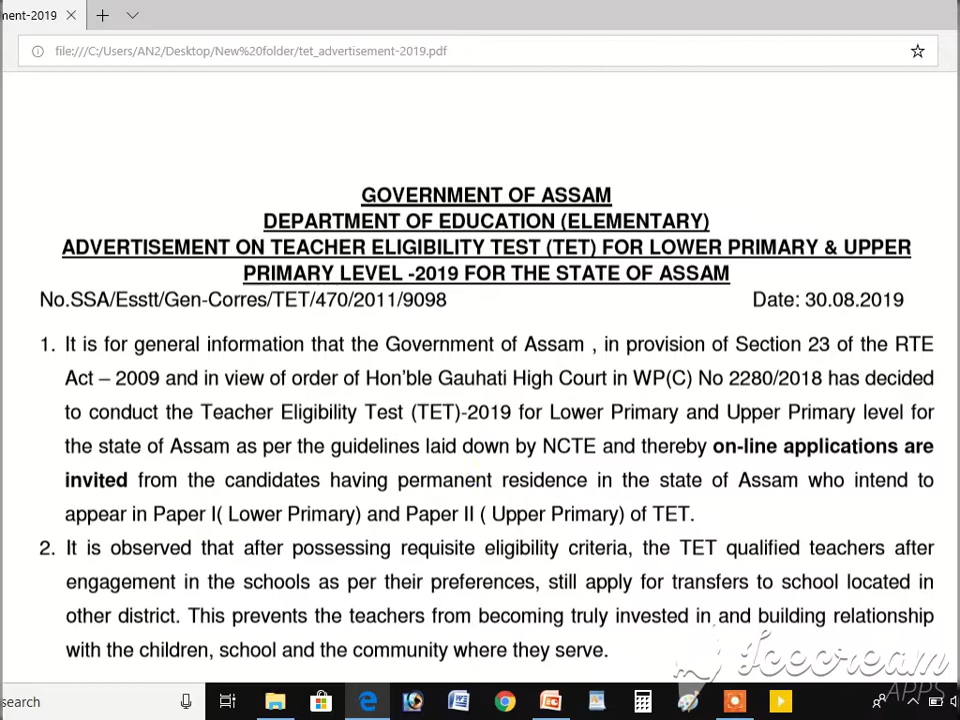 ment-2019
file:///C:/Users/AN2/Desktop/New%20folder/tet_advertisement-2019.pdf
GOVERNMENT OF ASSAM
DEPARTMENT OF EDUCATION (ELEMENTARY)
ADVERTISEMENT ON TEACHER ELIGIBILITY TEST (TET) FOR LOWER PRIMARY & UPPER
PRIMARY LEVEL -2019 FOR THE STATE OF ASSAM
No.SSA/Esstt/Gen-Corres/TET/470/2011/9098 Date: 30.08.2019
1. It is for general information that the Government of Assam , in provision of Section 23 of the RTE
Act – 2009 and in view of order of Hon'ble Gauhati High Court in WP(C) No 2280/2018 has decided
to conduct the Teacher Eligibility Test (TET)-2019 for Lower Primary and Upper Primary level for
the state of Assam as per the guidelines laid down by NCTE and thereby on-line applications are
invited from the candidates having permanent residence in the state of Assam who intend to
appear in Paper I( Lower Primary) and Paper II ( Upper Primary) of TET.
2. It is observed that after possessing requisite eligibility criteria, the TET qualified teachers after
engagement in the schools as per their preferences, still apply for transfers to school located in
other district. This prevents the teachers from becoming truly invested in and building relationship
with the children, school and the community where they serve.
Icecream
APPS
search